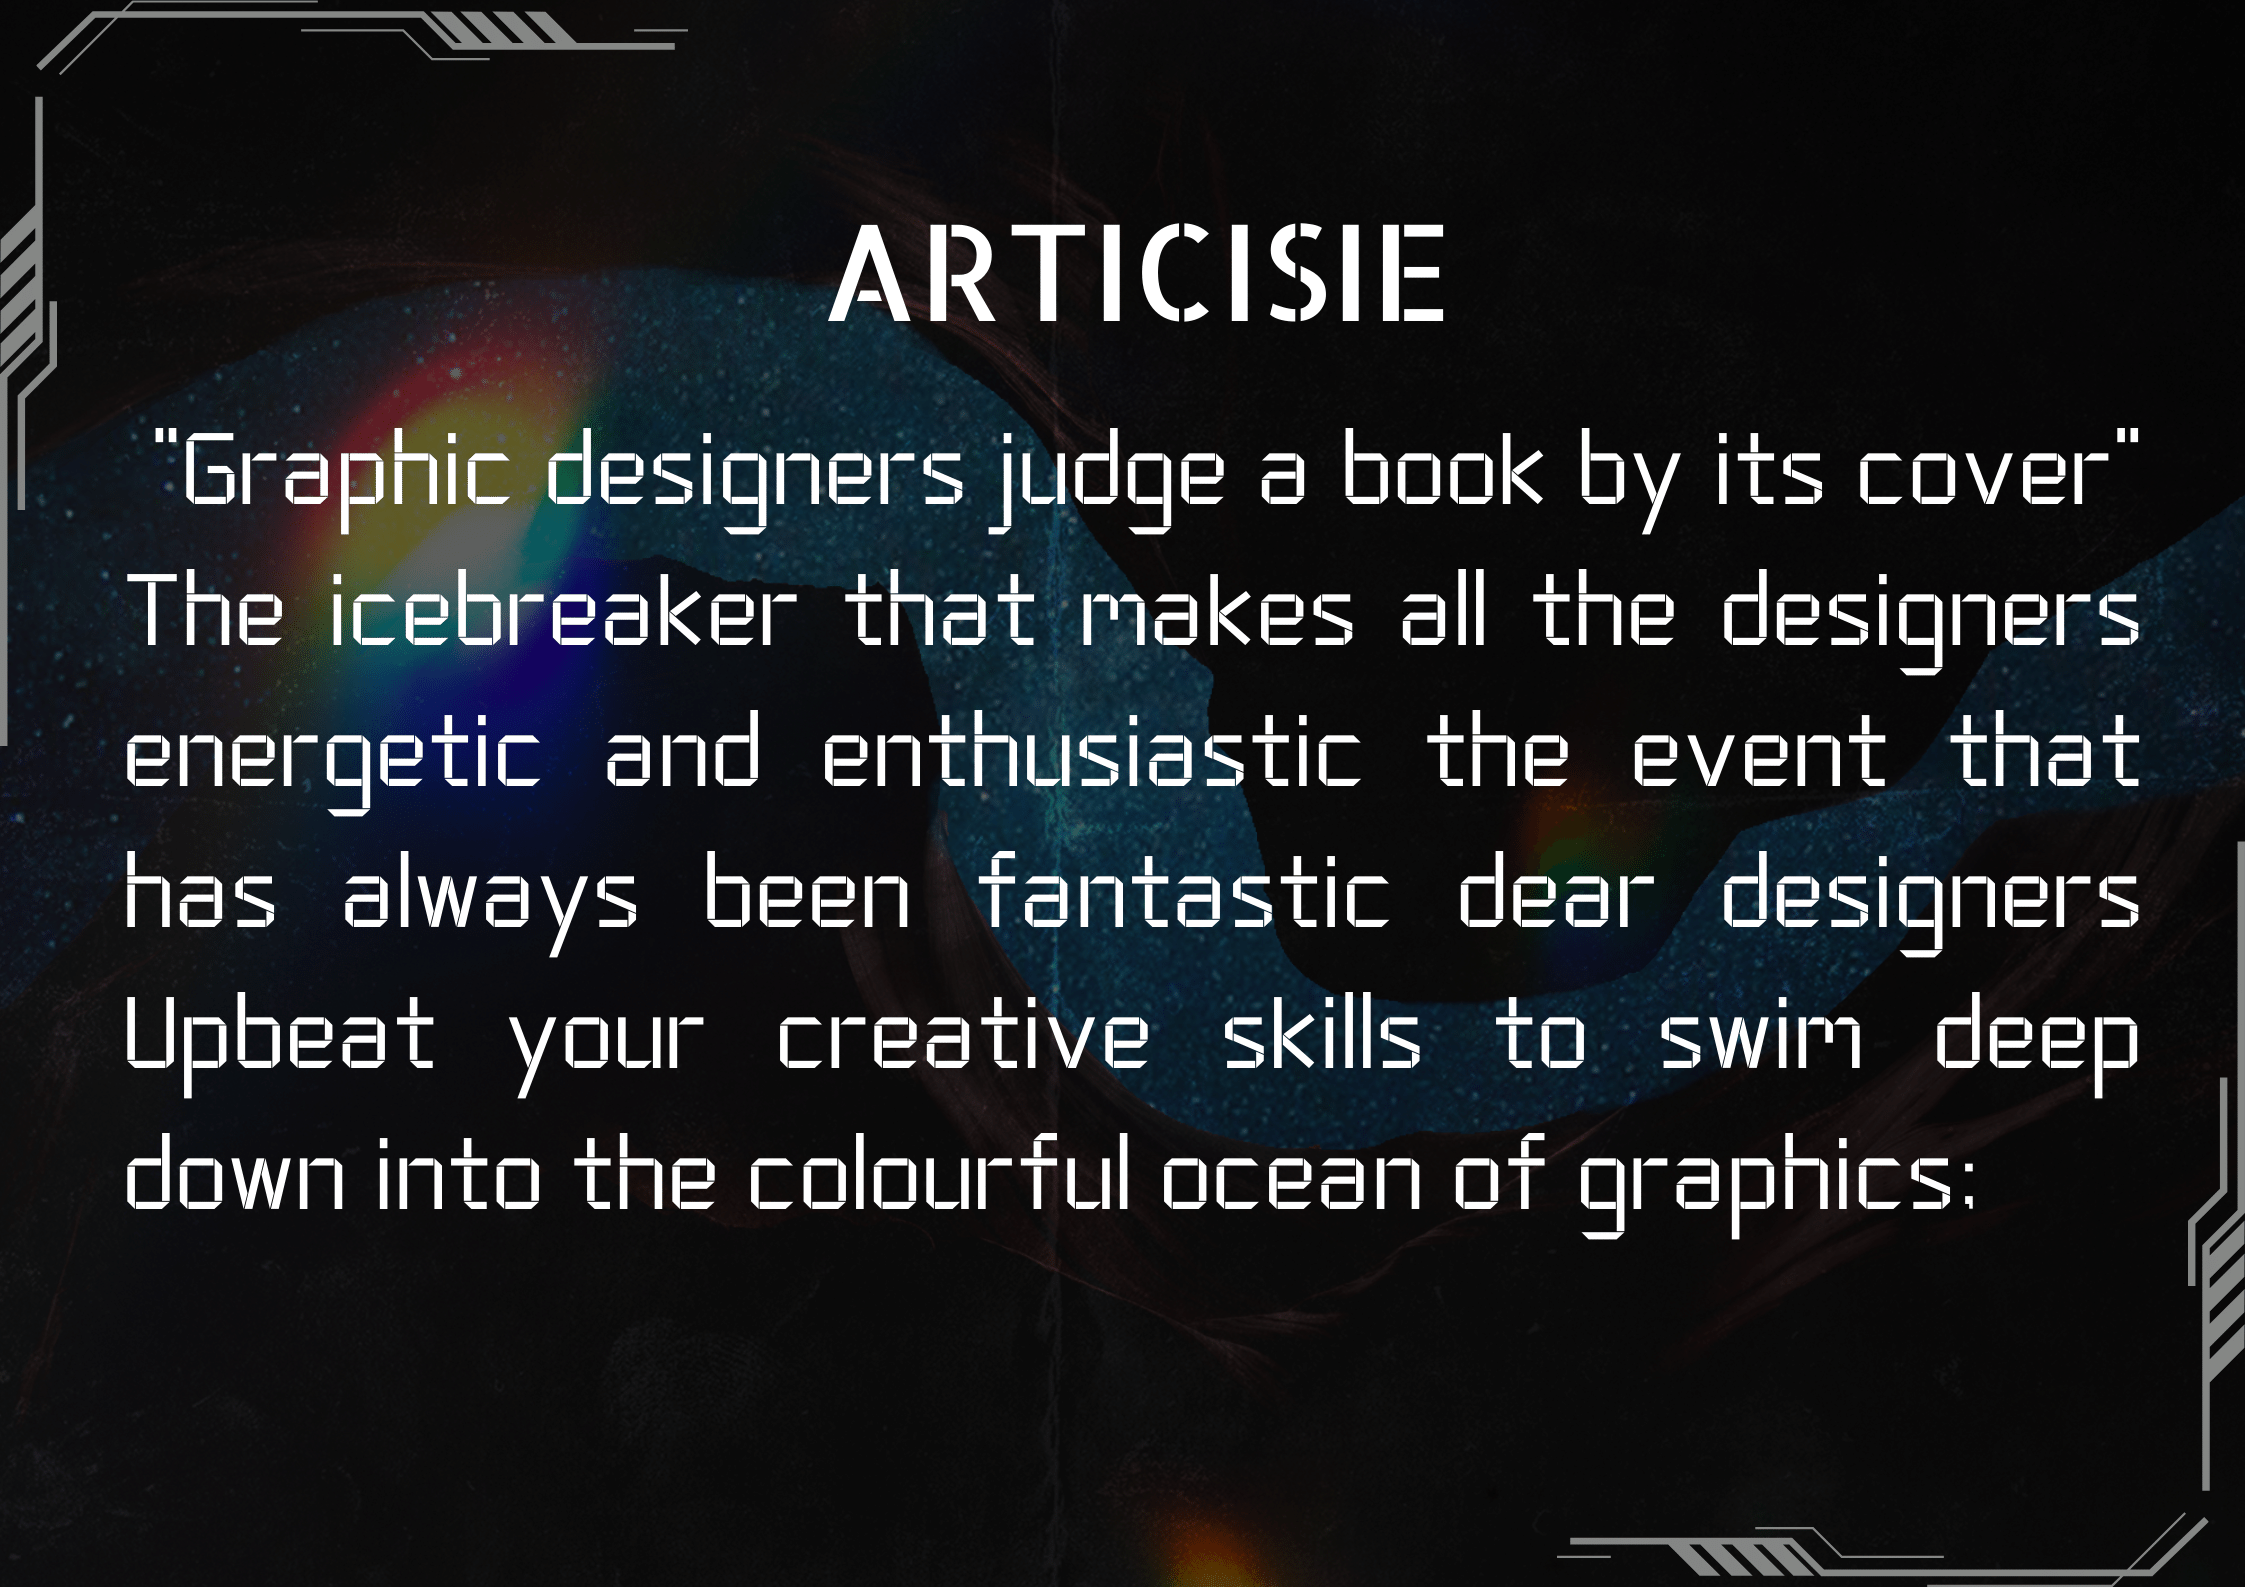 ARTICISIE
"Graphic designers judge a book by its cover"
The icebreaker that makes all the designers
energetic and enthusiastic the event that
has always been fantastic dear designers
Upbeat your creative skills to swim deep
down into the colourful ocean of graphics;